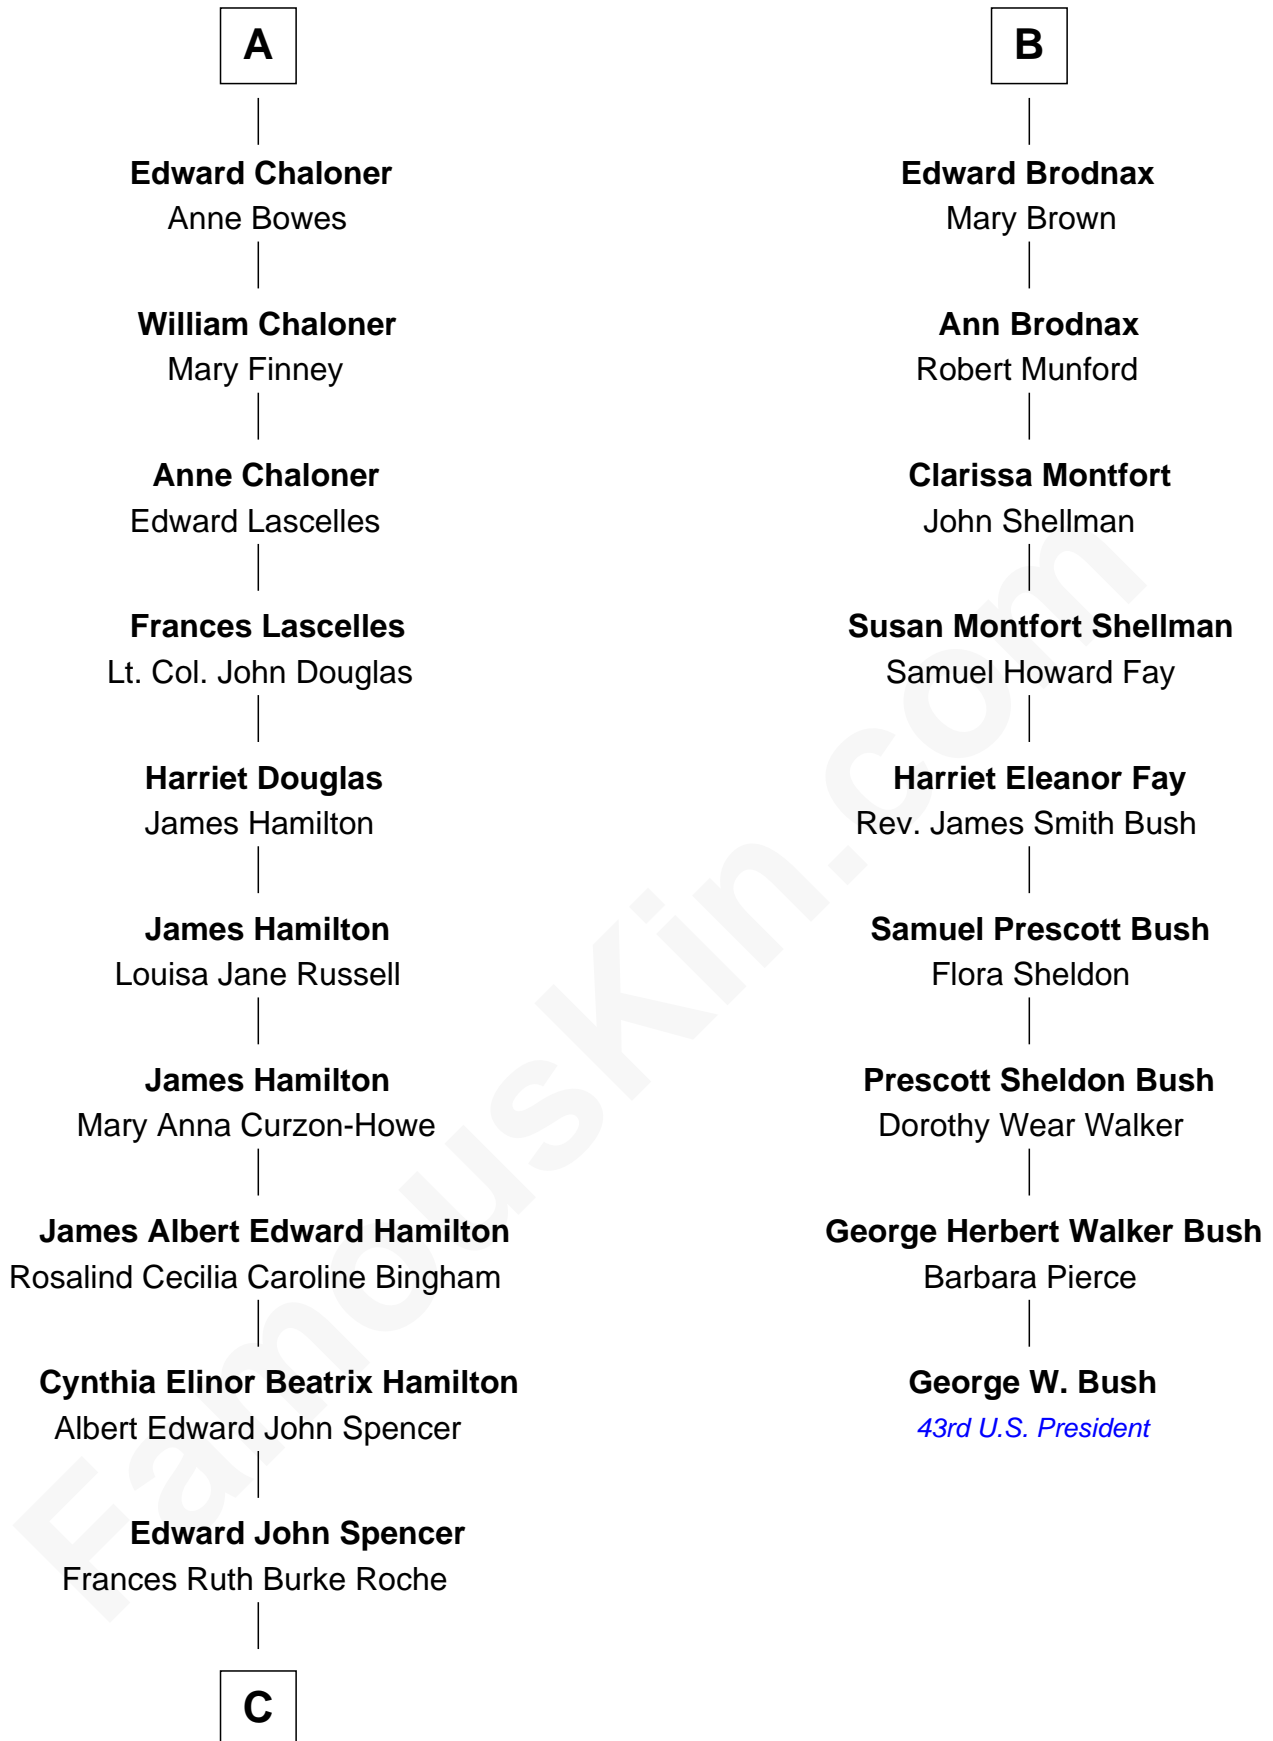 A
Edward Chaloner
Anne Bowes
William Chaloner
Mary Finney
Anne Chaloner
Edward Lascelles
Frances Lascelles
Lt. Col. John Douglas
Harriet Douglas
James Hamilton
James Hamilton
Louisa Jane Russell
James Hamilton
Mary Anna Curzon-Howe
James Albert Edward Hamilton
Rosalind Cecilia Caroline Bingham
Cynthia Elinor Beatrix Hamilton
Albert Edward John Spencer
Edward John Spencer
Frances Ruth Burke Roche
C
B
Edward Brodnax
Mary Brown
Ann Brodnax
Robert Munford
Clarissa Montfort
John Shellman
Susan Montfort Shellman
Samuel Howard Fay
Harriet Eleanor Fay
Rev. James Smith Bush
Samuel Prescott Bush
Flora Sheldon
Prescott Sheldon Bush
Dorothy Wear Walker
George Herbert Walker Bush
Barbara Pierce
George W. Bush
43rd U.S. President
FamousKin.com